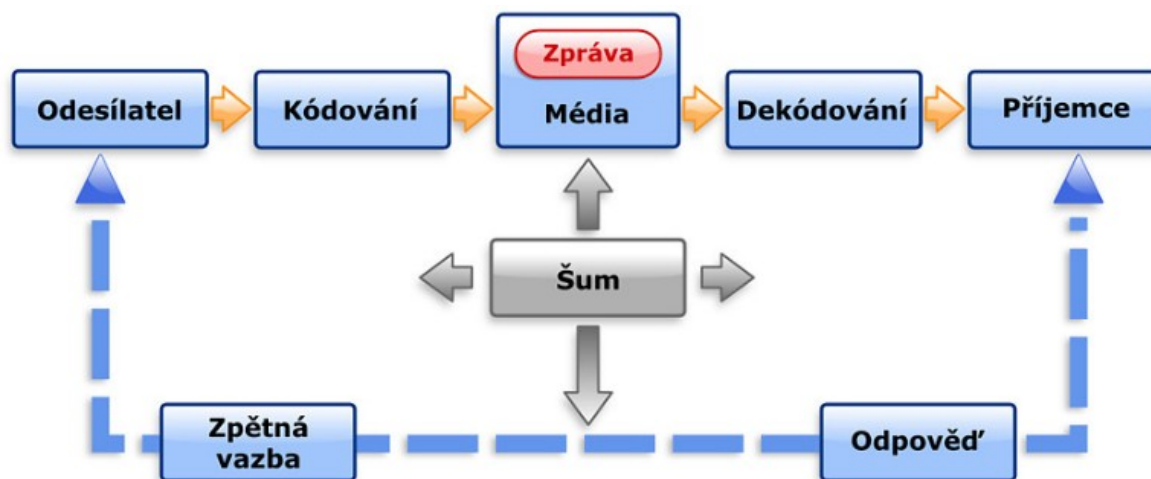 Zpráva
Odesílatel
Kódování
Média
Dekódování
Příjemce
Šum
Zpětná
vazba
Odpověď